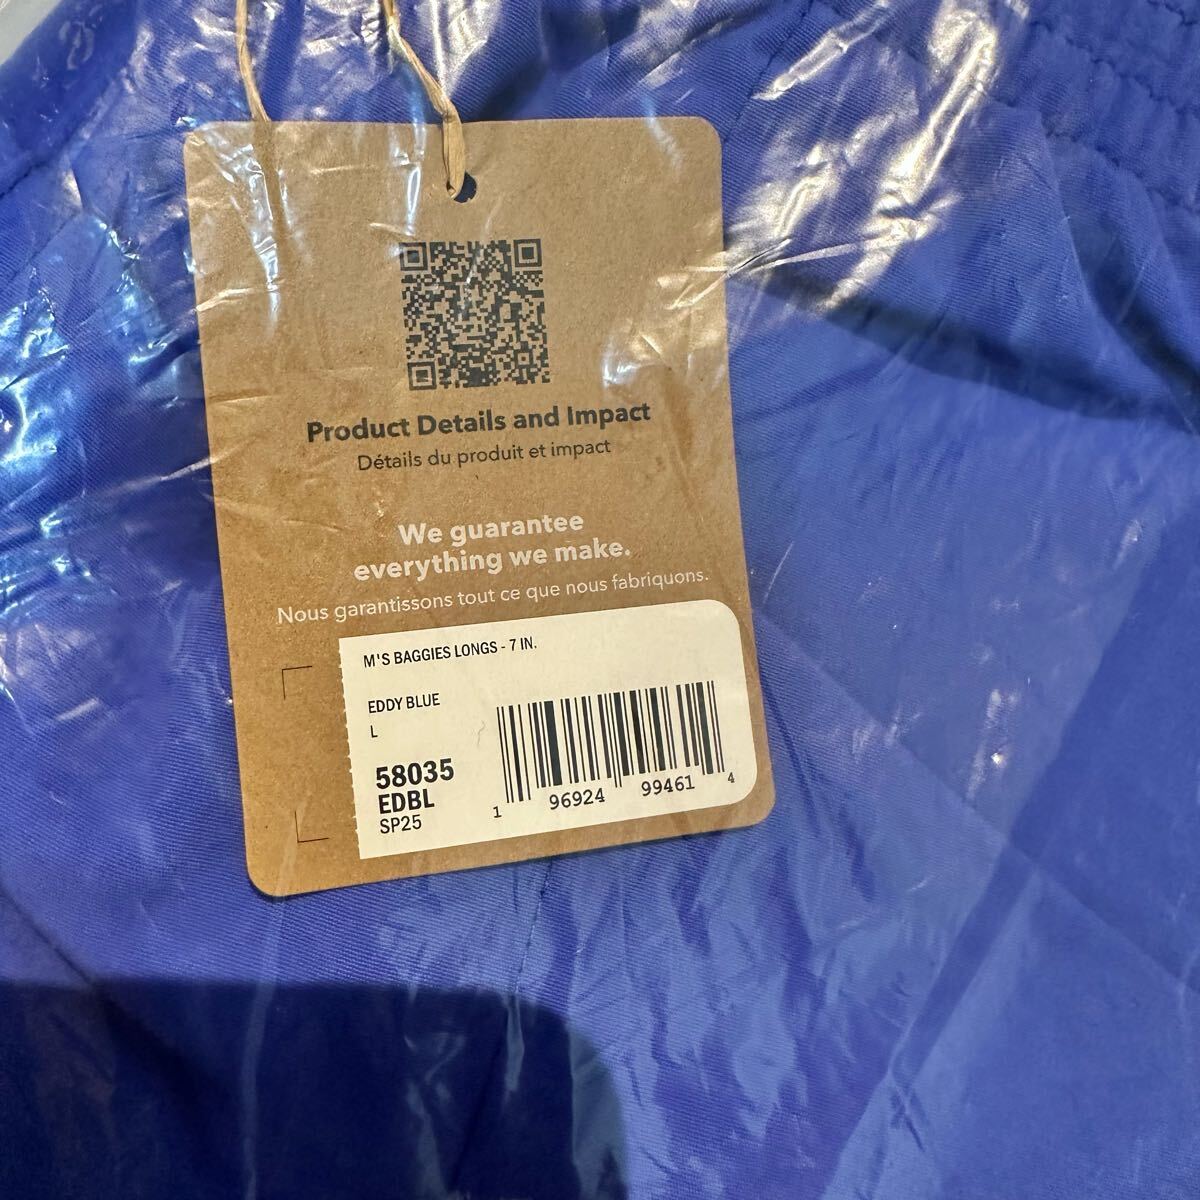 Product Details and Impact
Détails du produit et impact
We guarantee
everything we make.
Nous garantissons tout ce que nous fabriquons.
M'S BAGGIES LONGS - 7 IN.
EDDY BLUE
L
58035
EDBL
SP25
1 96924 99461 4